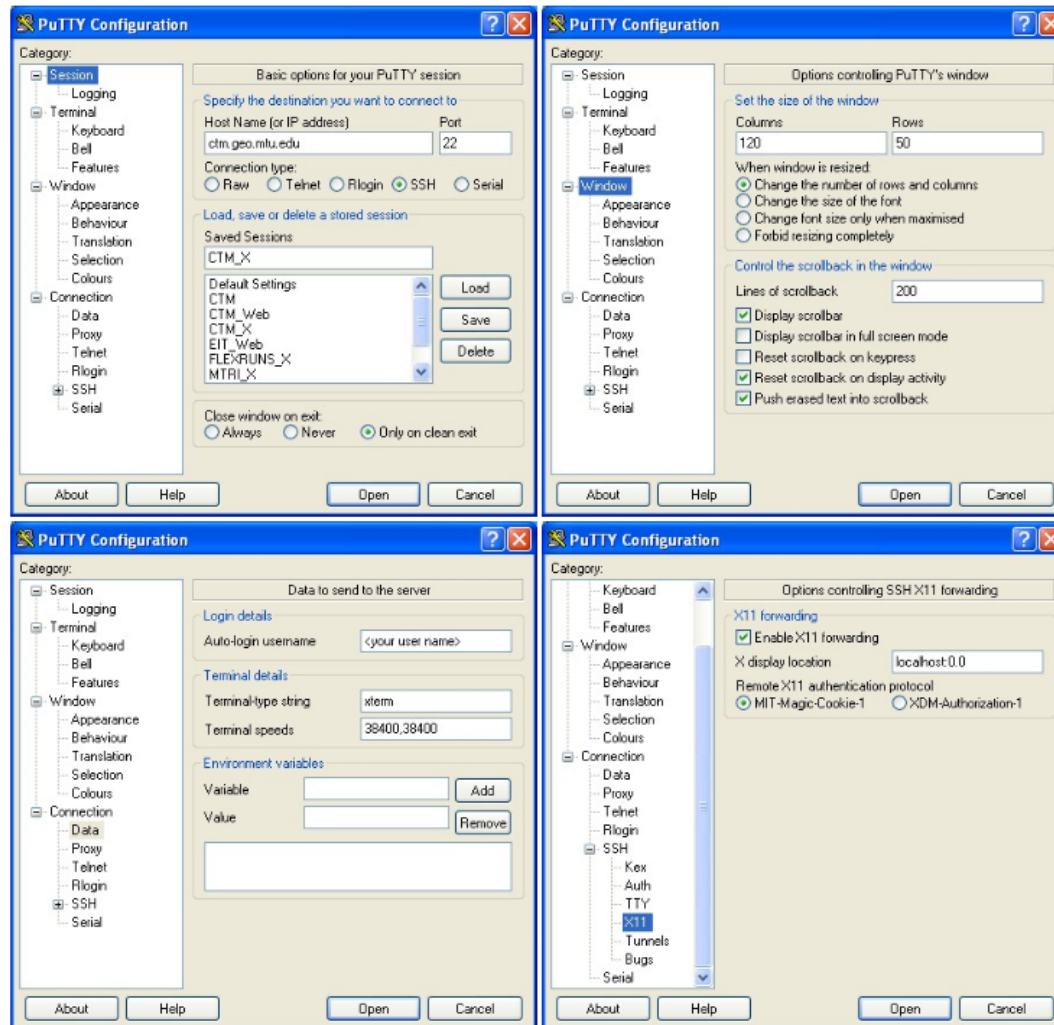 PuTTY Configuration
Category:
Session
Logging
Terminal
Keyboard
Bell
Features
Window
Appearance
Behaviour
Translation
Selection
Colours
Connection
Data
Proxy
Telnet
Rlogin
SSH
Serial
Basic options for your PuTTY session
Specify the destination you want to connect to
Host Name (or IP address) Port
ctm.geo.mtu.edu 22
Connection type:
Raw Telnet Rlogin SSH Serial
Load, save or delete a stored session
Saved Sessions
CTM_X
Default Settings
CTM
CTM_Web
CTM_X
EIT_Web
FLEXRUNS_X
MTRI_X
Load
Save
Delete
Close window on exit:
Always Never Only on clean exit
About Help Open Cancel
PuTTY Configuration
Category:
Session
Logging
Terminal
Keyboard
Bell
Features
Window
Appearance
Behaviour
Translation
Selection
Colours
Connection
Data
Proxy
Telnet
Rlogin
SSH
Serial
Options controlling PuTTY's window
Set the size of the window
Columns Rows
120 50
When window is resized:
Change the number of rows and columns
Change the size of the font
Change font size only when maximised
Forbid resizing completely
Control the scrollback in the window
Lines of scrollback 200
Display scrollbar
Display scrollbar in full screen mode
Reset scrollback on keypress
Reset scrollback on display activity
Push erased text into scrollback
About Help Open Cancel
PuTTY Configuration
Category:
Session
Logging
Terminal
Keyboard
Bell
Features
Window
Appearance
Behaviour
Translation
Selection
Colours
Connection
Data
Proxy
Telnet
Rlogin
SSH
Serial
Data to send to the server
Login details
Auto-login username <your user name>
Terminal details
Terminal-type string xterm
Terminal speeds 38400,38400
Environment variables
Variable Add
Value Remove
About Help Open Cancel
PuTTY Configuration
Category:
Keyboard
Bell
Features
Window
Appearance
Behaviour
Translation
Selection
Colours
Connection
Data
Proxy
Telnet
Rlogin
SSH
Kex
Auth
TTY
X11
Tunnels
Bugs
Serial
Options controlling SSH X11 forwarding
X11 forwarding
Enable X11 forwarding
X display location localhost:0.0
Remote X11 authentication protocol
MIT-Magic-Cookie-1 XDM-Authorization-1
About Help Open Cancel